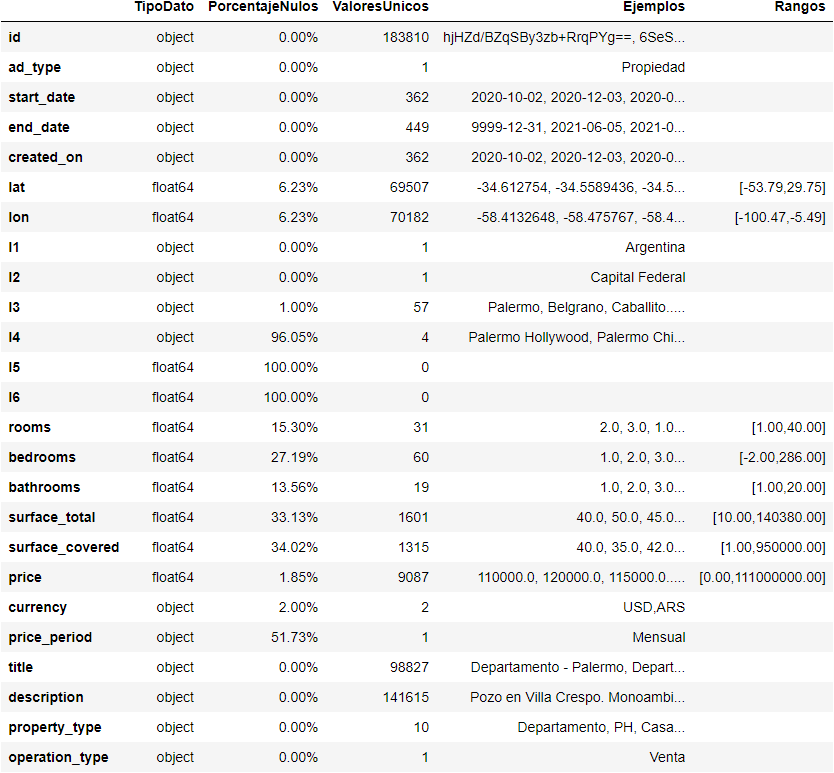 TipoDato PorcentajeNulos ValoresUnicos Ejemplos Rangos
id object 0.00% 183810 hjHZd/BZqSBy3zb+RrqPYg==, 6SeS...
ad_type object 0.00% 1 Propiedad
start_date object 0.00% 362 2020-10-02, 2020-12-03, 2020-0...
end_date object 0.00% 449 9999-12-31, 2021-06-05, 2021-0...
created_on object 0.00% 362 2020-10-02, 2020-12-03, 2020-0...
lat float64 6.23% 69507 -34.612754, -34.5589436, -34.5... [-53.79,29.75]
lon float64 6.23% 70182 -58.4132648, -58.475767, -58.4... [-100.47,-5.49]
l1 object 0.00% 1 Argentina
l2 object 0.00% 1 Capital Federal
l3 object 1.00% 57 Palermo, Belgrano, Caballito.....
l4 object 96.05% 4 Palermo Hollywood, Palermo Chi...
l5 float64 100.00% 0
l6 float64 100.00% 0
rooms float64 15.30% 31 2.0, 3.0, 1.0... [1.00,40.00]
bedrooms float64 27.19% 60 1.0, 2.0, 3.0... [-2.00,286.00]
bathrooms float64 13.56% 19 1.0, 2.0, 3.0... [1.00,20.00]
surface_total float64 33.13% 1601 40.0, 50.0, 45.0... [10.00,140380.00]
surface_covered float64 34.02% 1315 40.0, 35.0, 42.0... [1.00,950000.00]
price float64 1.85% 9087 110000.0, 120000.0, 115000.0..... [0.00,111000000.00]
currency object 2.00% 2 USD,ARS
price_period object 51.73% 1 Mensual
title object 0.00% 98827 Departamento - Palermo, Depart...
description object 0.00% 141615 Pozo en Villa Crespo. Monoambi...
property_type object 0.00% 10 Departamento, PH, Casa...
operation_type object 0.00% 1 Venta